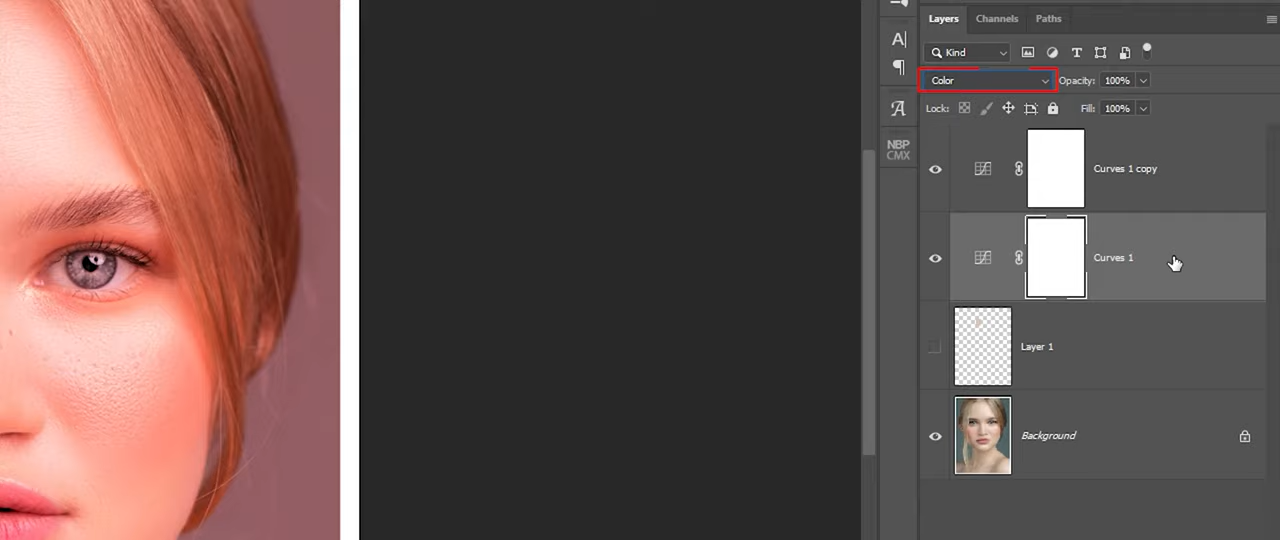 Layers Channels Paths
Kind
T
Color Opacity: 100%
Lock: Fill: 100%
A|
¶
A
NBP
CMX
Curves 1 copy
Curves 1
Layer 1
Background